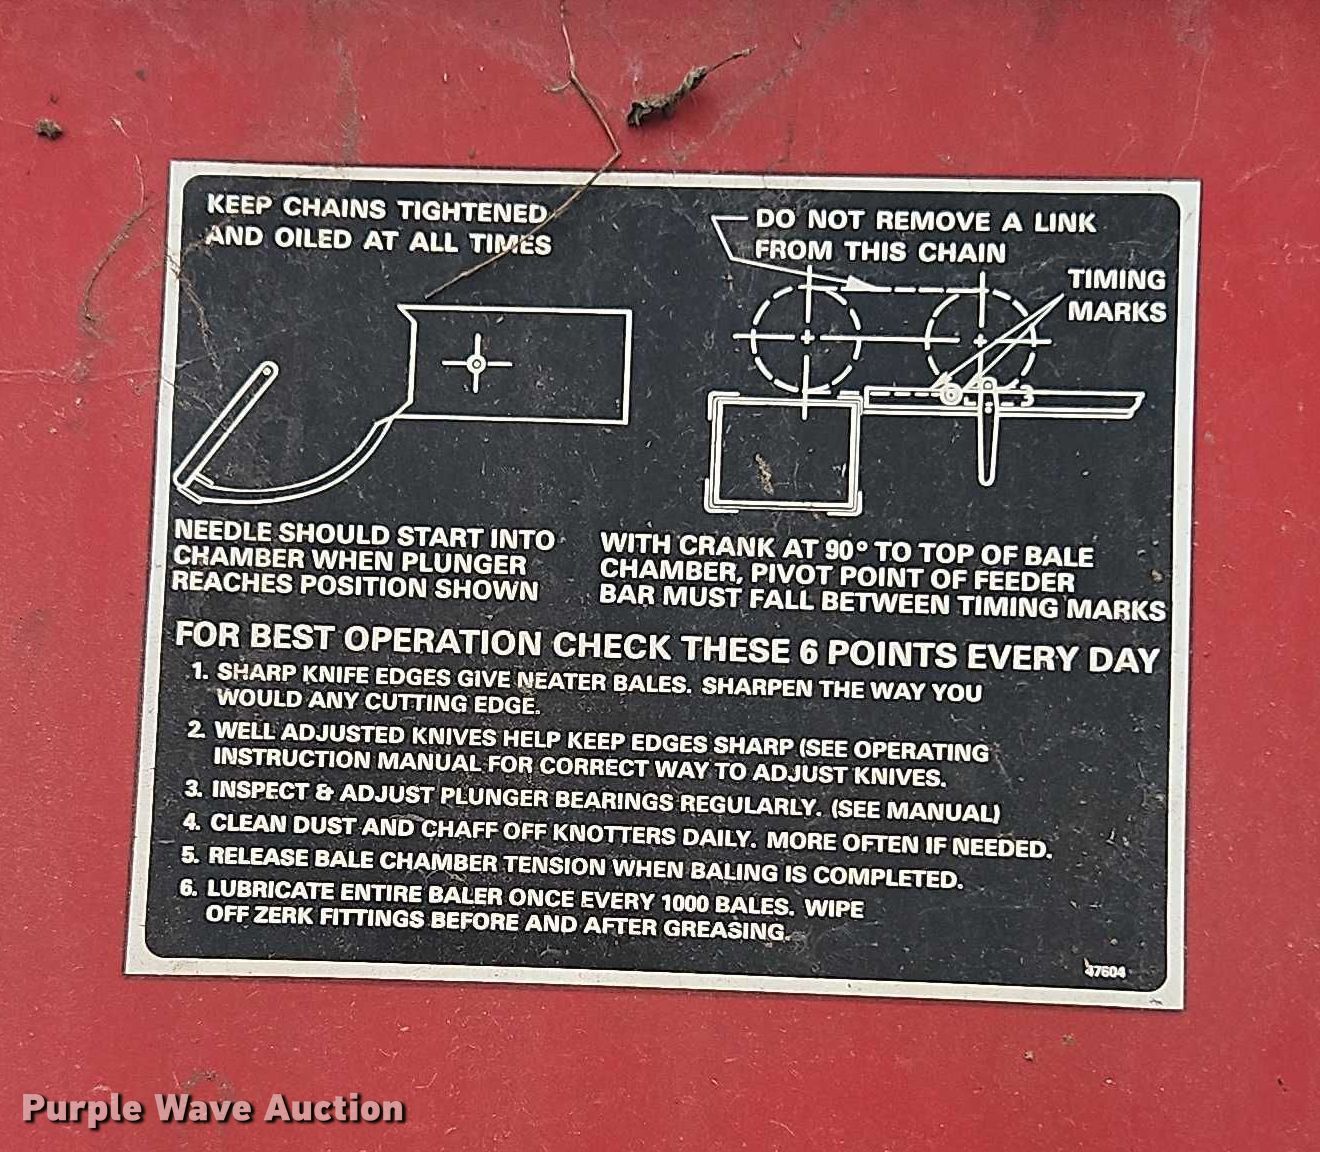 KEEP CHAINS TIGHTENED
AND OILED AT ALL TIMES
DO NOT REMOVE A LINK
FROM THIS CHAIN
TIMING
MARKS
3
NEEDLE SHOULD START INTO
CHAMBER WHEN PLUNGER
REACHES POSITION SHOWN
WITH CRANK AT 90° TO TOP OF BALE
CHAMBER, PIVOT POINT OF FEEDER
BAR MUST FALL BETWEEN TIMING MARKS
FOR BEST OPERATION CHECK THESE 6 POINTS EVERY DAY
1. SHARP KNIFE EDGES GIVE NEATER BALES. SHARPEN THE WAY YOU
WOULD ANY CUTTING EDGE.
2. WELL ADJUSTED KNIVES HELP KEEP EDGES SHARP (SEE OPERATING
INSTRUCTION MANUAL FOR CORRECT WAY TO ADJUST KNIVES.
3. INSPECT & ADJUST PLUNGER BEARINGS REGULARLY. (SEE MANUAL)
4. CLEAN DUST AND CHAFF OFF KNOTTERS DAILY. MORE OFTEN IF NEEDED.
5. RELEASE BALE CHAMBER TENSION WHEN BALING IS COMPLETED.
6. LUBRICATE ENTIRE BALER ONCE EVERY 1000 BALES. WIPE
OFF ZERK FITTINGS BEFORE AND AFTER GREASING.
47604
Purple Wave Auction